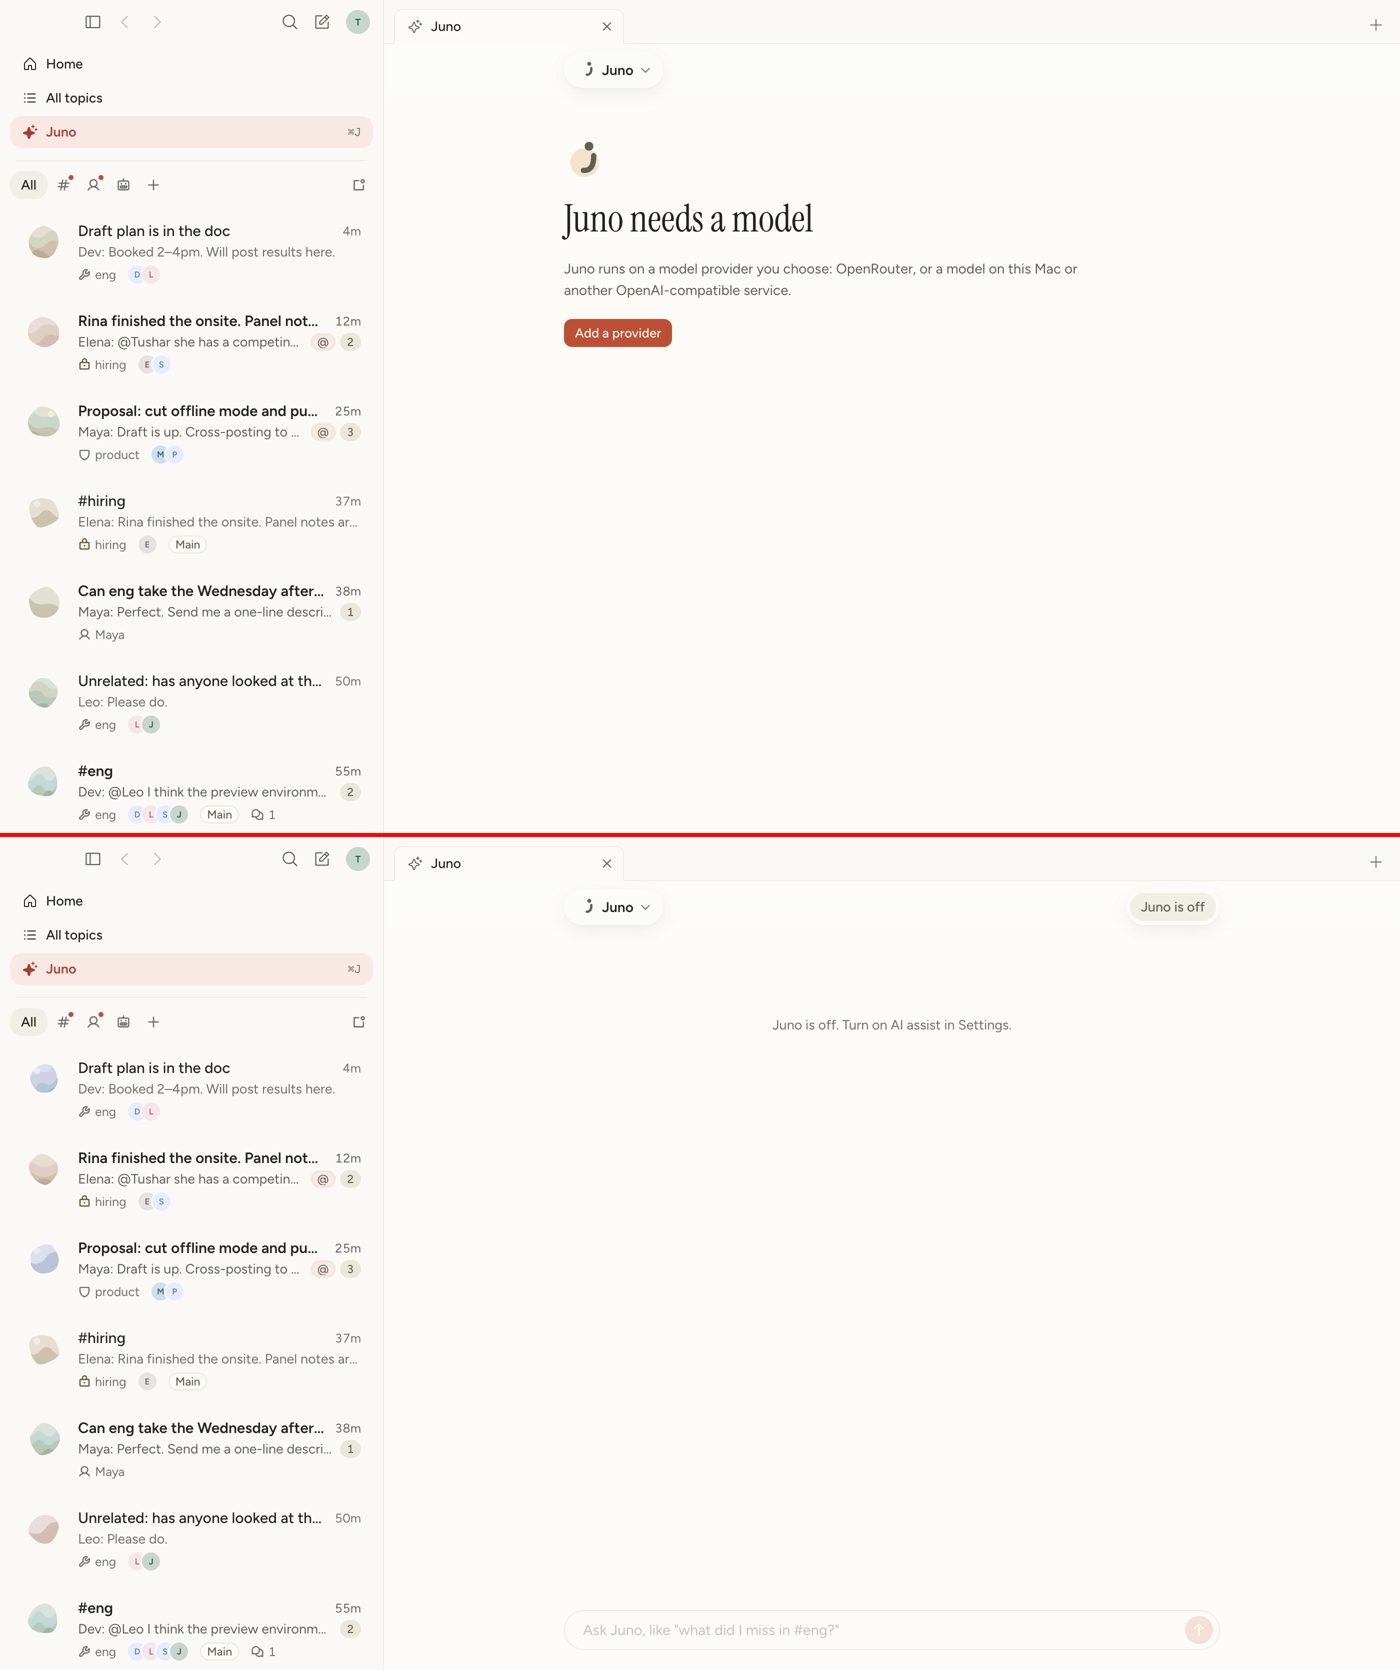 T
Juno
Home
All topics
Juno ⌘J
All
Draft plan is in the doc 4m
Dev: Booked 2–4pm. Will post results here.
eng D L
Rina finished the onsite. Panel not... 12m
Elena: @Tushar she has a competin... @ 2
hiring E S
Proposal: cut offline mode and pu... 25m
Maya: Draft is up. Cross-posting to ... @ 3
product M P
#hiring 37m
Elena: Rina finished the onsite. Panel notes ar...
hiring E Main
Can eng take the Wednesday after... 38m
Maya: Perfect. Send me a one-line descri... 1
Maya
Unrelated: has anyone looked at th... 50m
Leo: Please do.
eng L J
#eng 55m
Dev: @Leo I think the preview environm... 2
eng D L S J Main 1
Juno
Juno needs a model
Juno runs on a model provider you choose: OpenRouter, or a model on this Mac or
another OpenAI-compatible service.
Add a provider
T
Juno
Home
All topics
Juno ⌘J
All
Draft plan is in the doc 4m
Dev: Booked 2–4pm. Will post results here.
eng D L
Rina finished the onsite. Panel not... 12m
Elena: @Tushar she has a competin... @ 2
hiring E S
Proposal: cut offline mode and pu... 25m
Maya: Draft is up. Cross-posting to ... @ 3
product M P
#hiring 37m
Elena: Rina finished the onsite. Panel notes ar...
hiring E Main
Can eng take the Wednesday after... 38m
Maya: Perfect. Send me a one-line descri... 1
Maya
Unrelated: has anyone looked at th... 50m
Leo: Please do.
eng L J
#eng 55m
Dev: @Leo I think the preview environm... 2
eng D L S J Main 1
Juno
Juno is off
Juno is off. Turn on AI assist in Settings.
Ask Juno, like "what did I miss in #eng?"